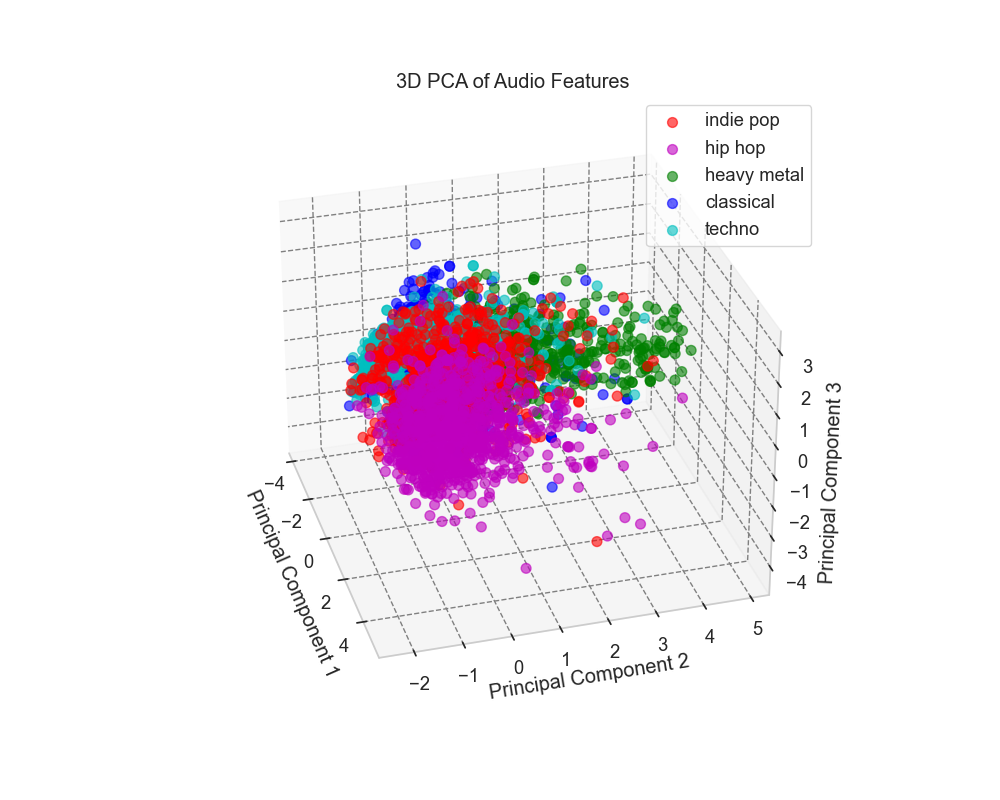 3D PCA of Audio Features
indie pop
hip hop
heavy metal
classical
techno
−4
−2
0
2
4
Principal Component 1
−2
−1
0
1
2
3
4
5
Principal Component 2
3
2
1
0
−1
−2
−3
−4
Principal Component 3